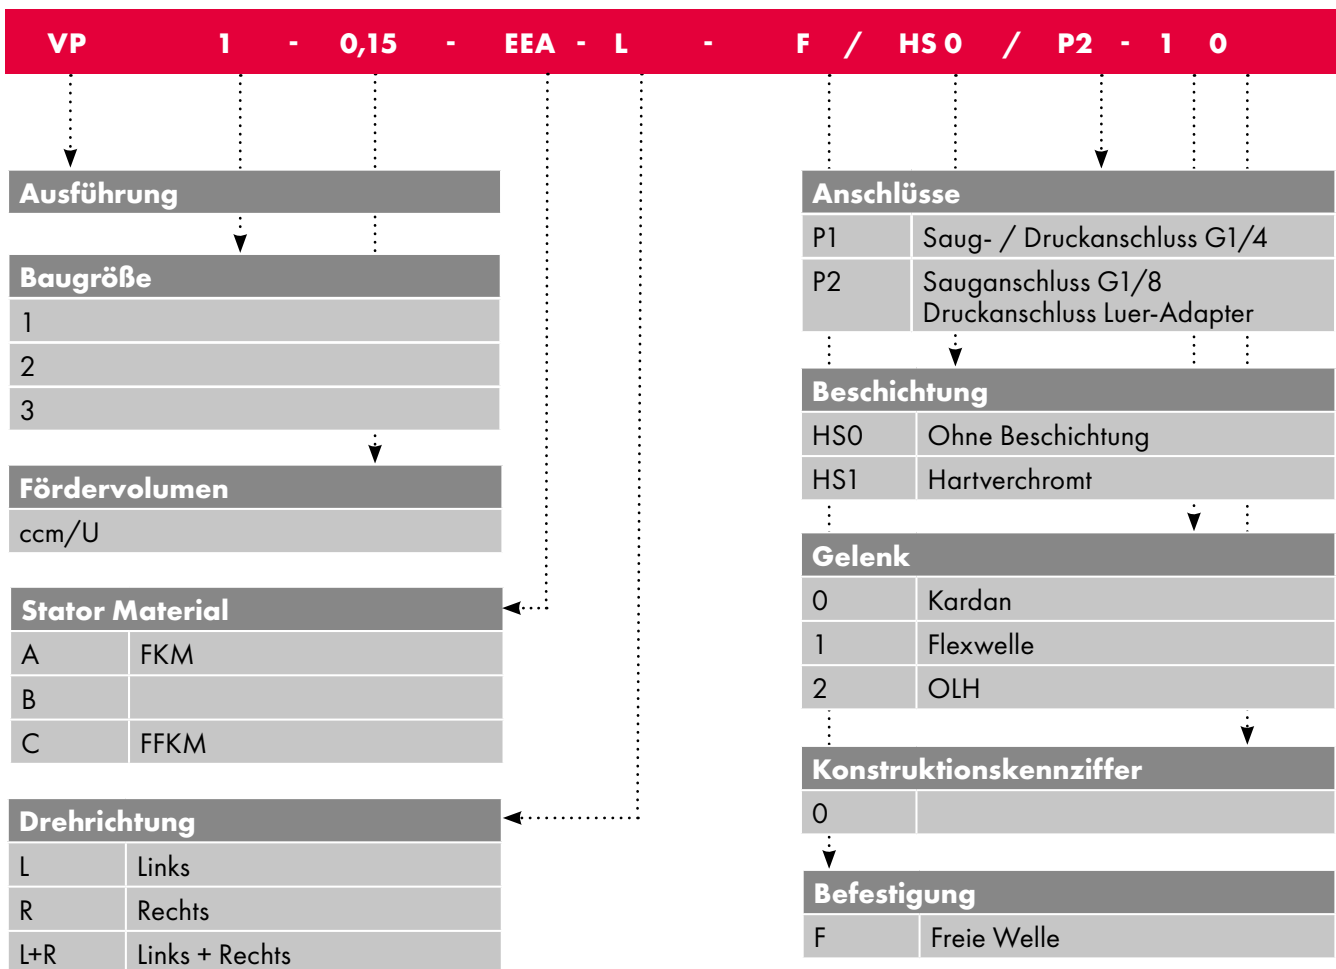 VP 1 - 0,15 - EEA - L - F / HS 0 / P2 - 1 0
Ausführung
Baugröße
1
2
3
Fördervolumen
ccm/U
Stator Material
A FKM
B
C FFKM
Drehrichtung
L Links
R Rechts
L+R Links + Rechts
Anschlüsse
P1 Saug- / Druckanschluss G1/4
P2 Sauganschluss G1/8
Druckanschluss Luer-Adapter
Beschichtung
HS0 Ohne Beschichtung
HS1 Hartverchromt
Gelenk
0 Kardan
1 Flexwelle
2 OLH
Konstruktionskennziffer
0
Befestigung
F Freie Welle